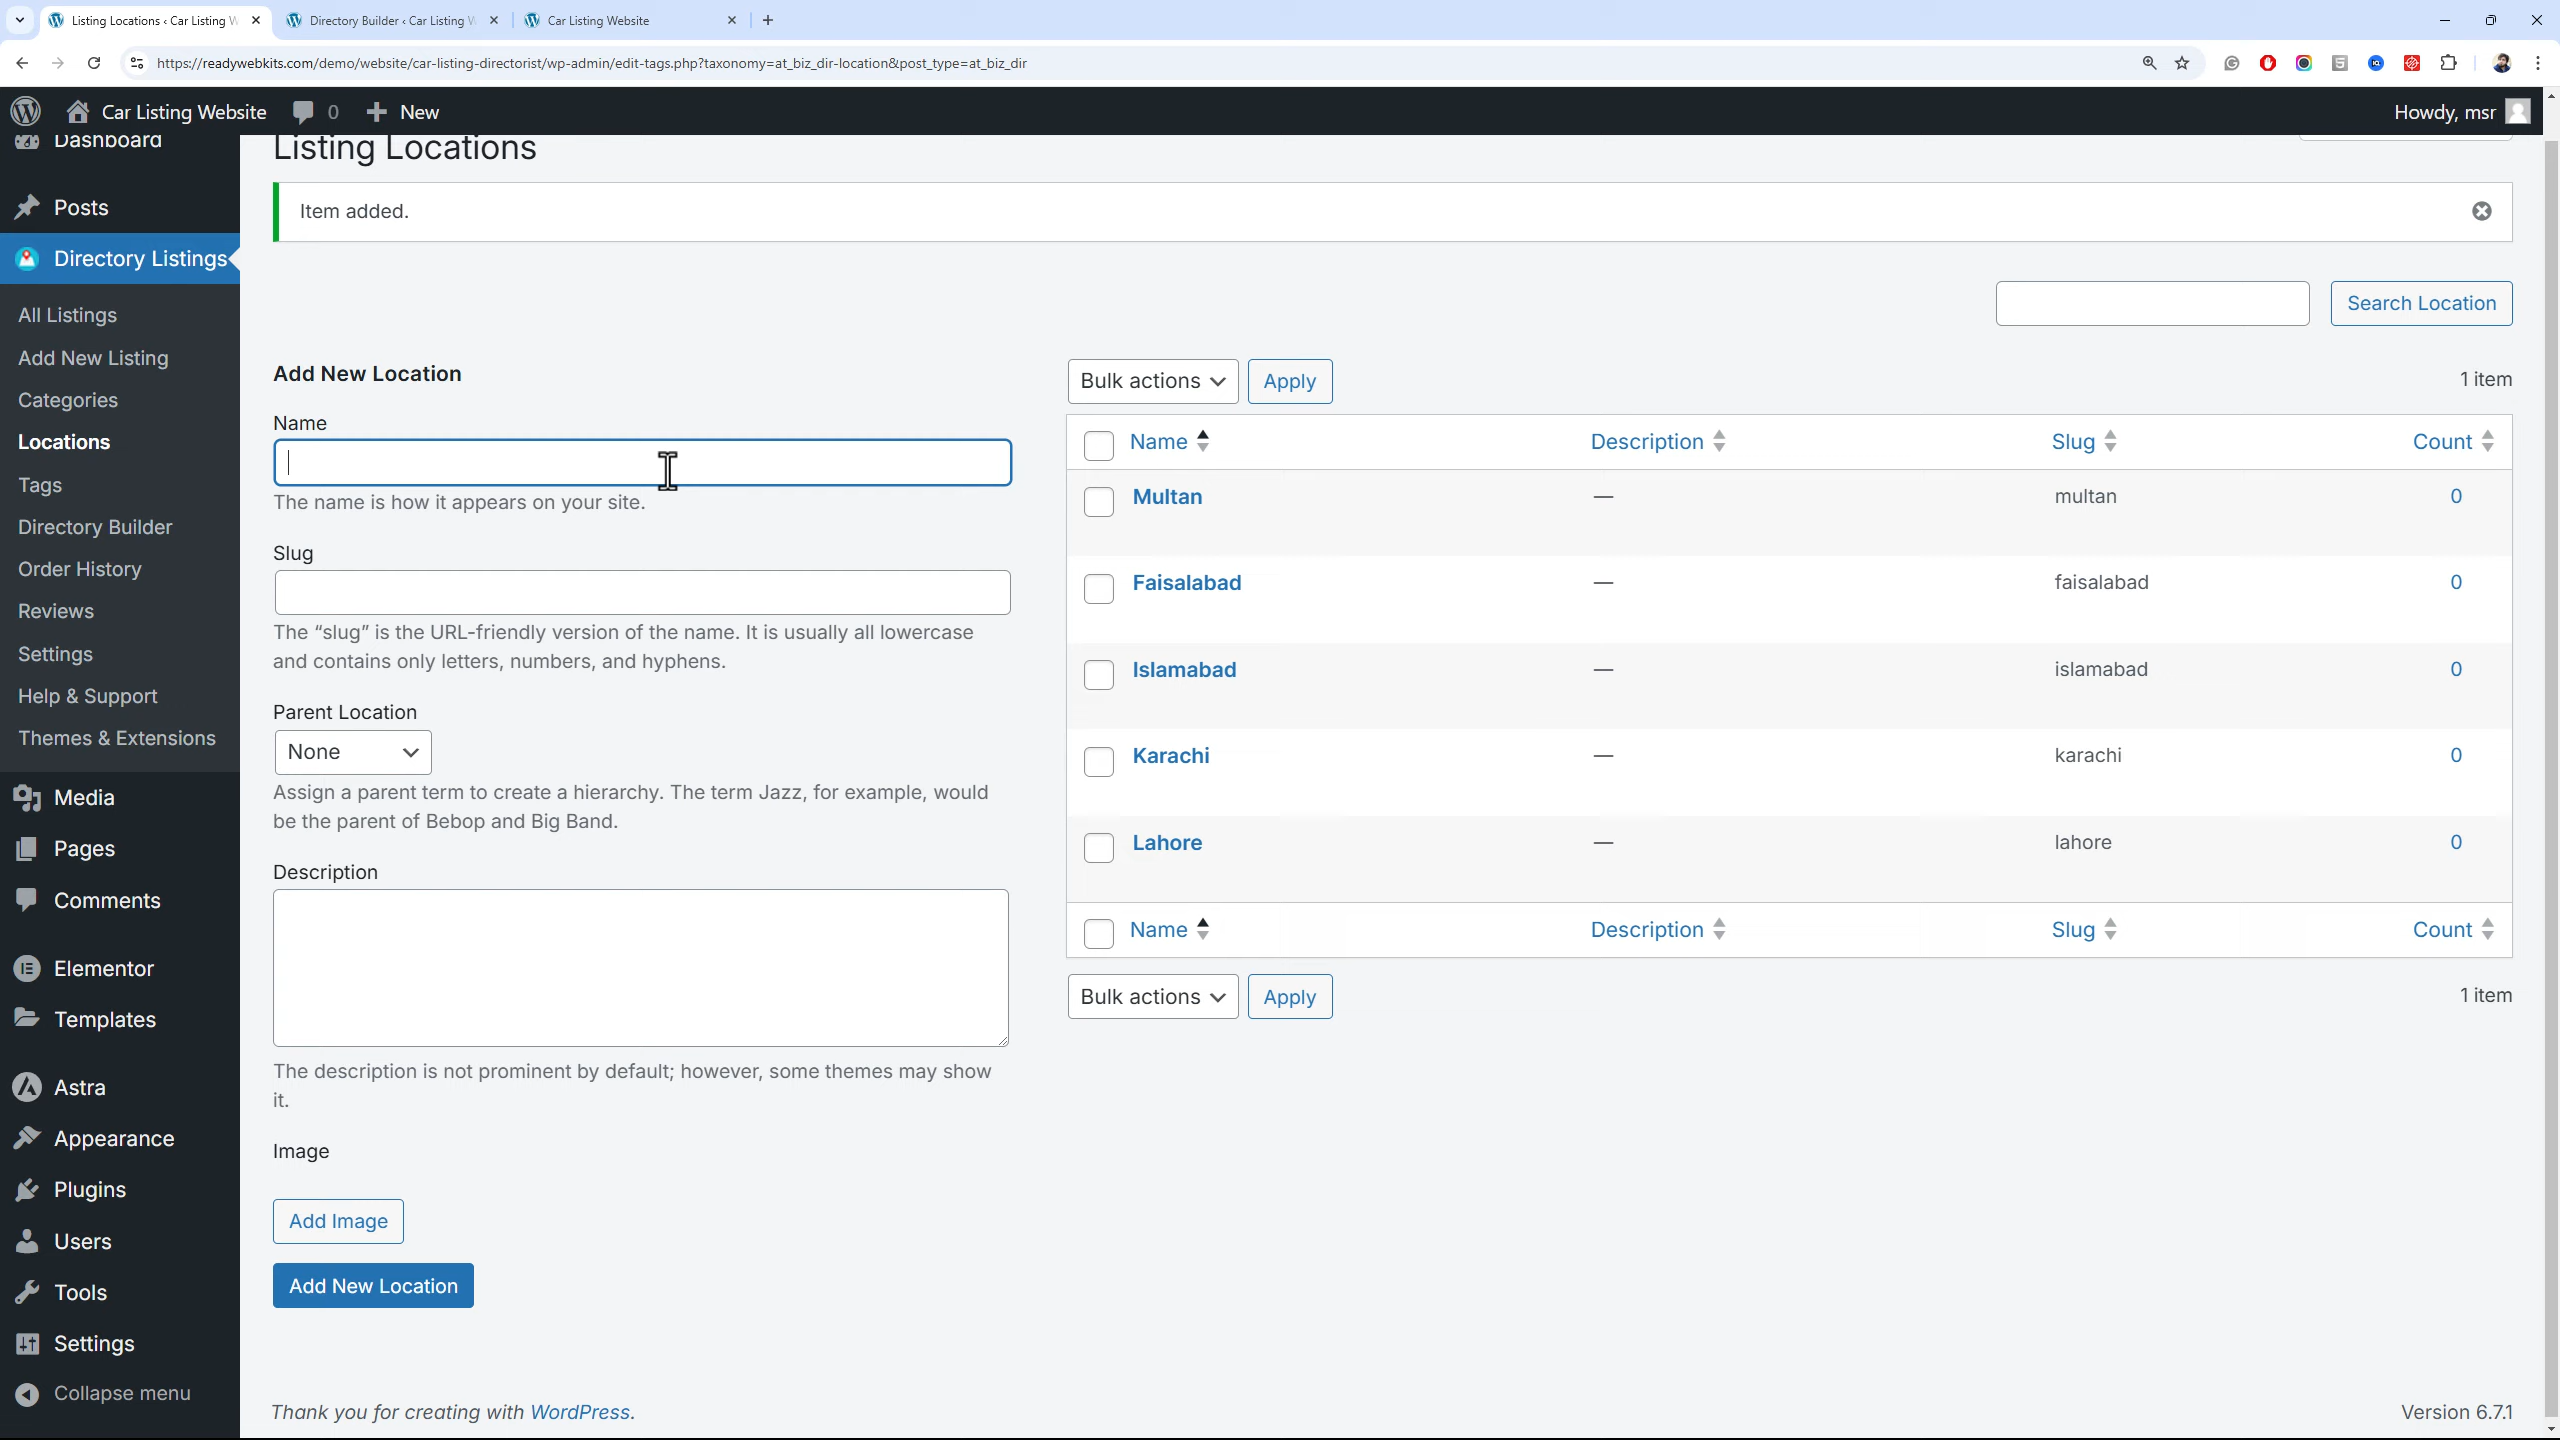 Listing Locations ‹ Car Listing W
Directory Builder ‹ Car Listing W
Car Listing Website
https://readywebkits.com/demo/website/car-listing-directorist/wp-admin/edit-tags.php?taxonomy=at_biz_dir-location&post_type=at_biz_dir
Car Listing Website
0
New
Howdy, msr
Dashboard
Posts
Directory Listings
All Listings
Add New Listing
Categories
Locations
Tags
Directory Builder
Order History
Reviews
Settings
Help & Support
Themes & Extensions
Media
Pages
Comments
Elementor
Templates
Astra
Appearance
Plugins
Users
Tools
Settings
Collapse menu
Listing Locations
Item added.
Search Location
Add New Location
Name
The name is how it appears on your site.
Slug
The “slug” is the URL-friendly version of the name. It is usually all lowercase
and contains only letters, numbers, and hyphens.
Parent Location
None
Assign a parent term to create a hierarchy. The term Jazz, for example, would
be the parent of Bebop and Big Band.
Description
The description is not prominent by default; however, some themes may show
it.
Image
Add Image
Add New Location
Bulk actions Apply 1 item
Name Description Slug Count
Multan — multan 0
Faisalabad — faisalabad 0
Islamabad — islamabad 0
Karachi — karachi 0
Lahore — lahore 0
Name Description Slug Count
Bulk actions Apply 1 item
Thank you for creating with WordPress.
Version 6.7.1